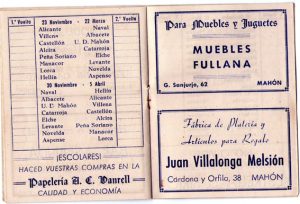 1.ª Vuelta 23 Noviembre - 22 Marzo 2.ª Vuelta
Alicante Naval
Villena Albacete
Castellón U. D. Mahón
Alcira Catarroja
Peña Soriano Elche
Manacor Levante
Lorca Novelda
Hellín Aspense
30 Noviembre - 5 Abril
Naval Hellín
Albacete Alicante
U. D. Mahón Villena
Catarroja Castellón
Elche Alcira
Levante Peña Soriano
Novelda Manacor
Aspense Lorca
¡ESCOLARES!
HACED VUESTRAS COMPRAS EN LA
Papelería A. C. Vanrell
CALIDAD Y ECONOMÍA
Para Muebles y Juguetes
MUEBLES
FULLANA
G. Sanjurjo, 62 MAHÓN
Fábrica de Platería y
Artículos para Regalo
Juan Villalonga Melsión
Cardona y Orfila, 38 MAHÓN